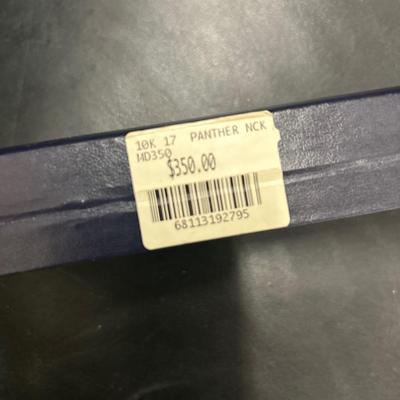 10K 17 PANTHER NCK
MD350
$350.00
68113192795